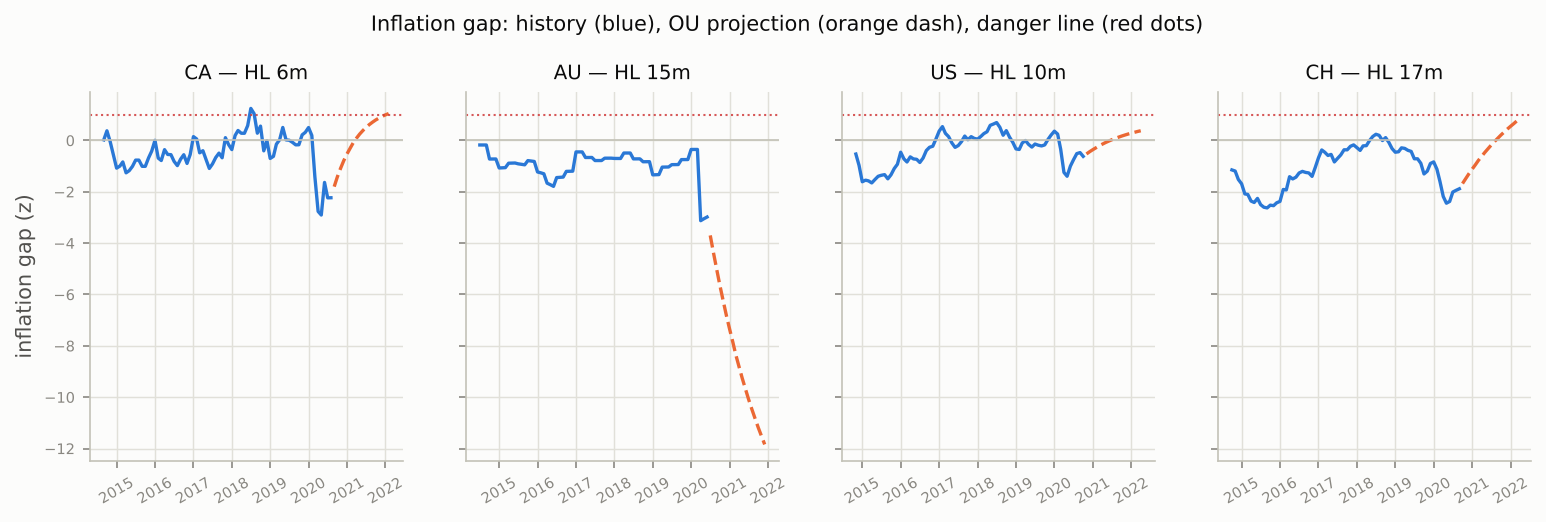 Inflation gap: history (blue), OU projection (orange dash), danger line (red dots)
CA — HL 6m
AU — HL 15m
US — HL 10m
CH — HL 17m
inflation gap (z)
0
−2
−4
−6
−8
−10
−12
2015 2016 2017 2018 2019 2020 2021 2022
2015 2016 2017 2018 2019 2020 2021 2022
2015 2016 2017 2018 2019 2020 2021 2022
2015 2016 2017 2018 2019 2020 2021 2022